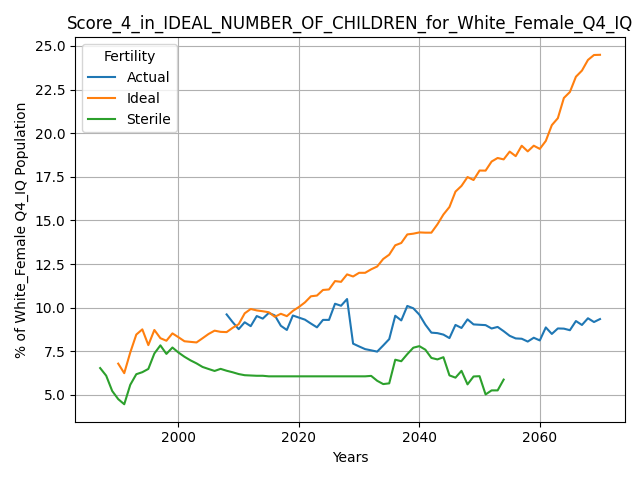 Score_4_in_IDEAL_NUMBER_OF_CHILDREN_for_White_Female_Q4_IQ
Fertility
Actual
Ideal
Sterile
% of White_Female Q4_IQ Population
25.0
22.5
20.0
17.5
15.0
12.5
10.0
7.5
5.0
2000
2020
2040
2060
Years